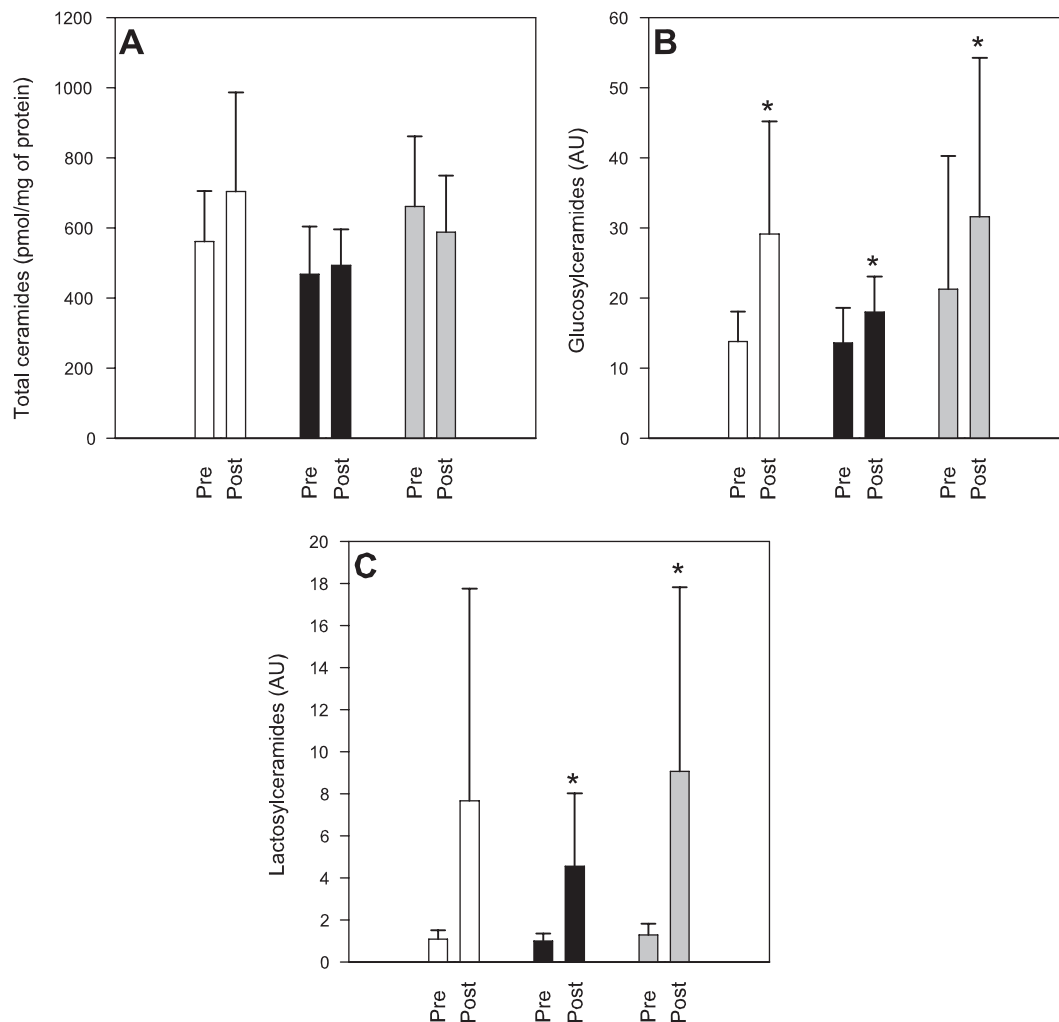 A
Total ceramides (pmol/mg of protein)
1200
1000
800
600
400
200
0
Pre
Post
Pre
Post
Pre
Post
B
Glucosylceramides (AU)
60
50
40
30
20
10
0
*
*
*
Pre
Post
Pre
Post
Pre
Post
C
Lactosylceramides (AU)
20
18
16
14
12
10
8
6
4
2
0
*
*
Pre
Post
Pre
Post
Pre
Post